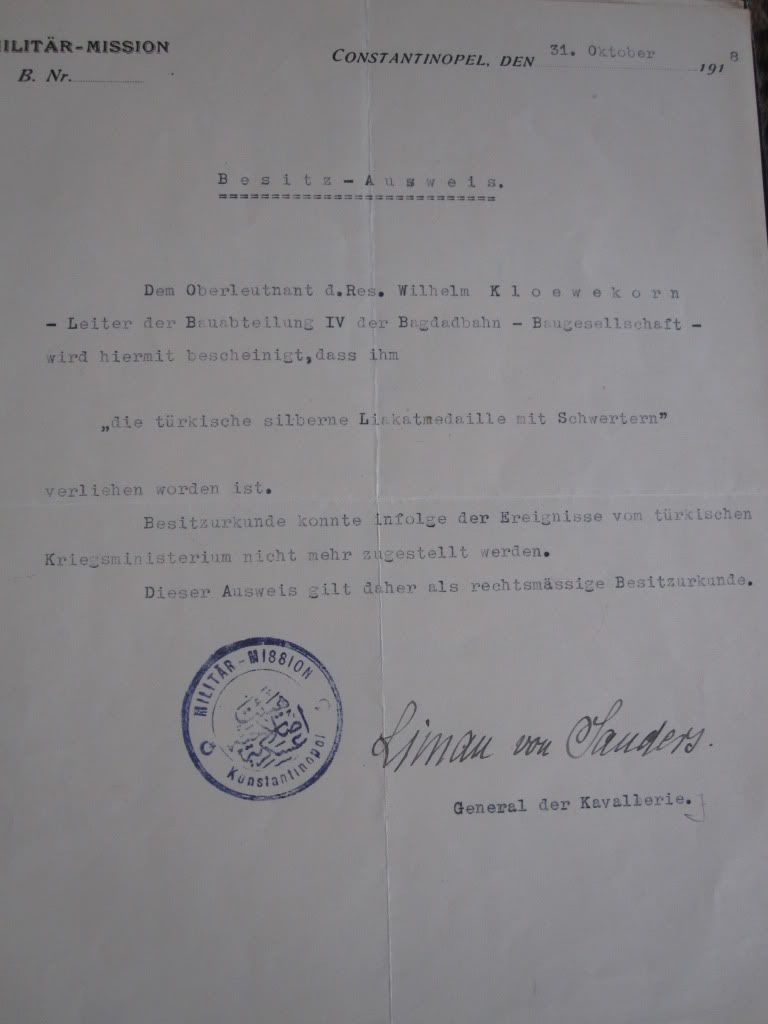 MILITÄR-MISSION
B. Nr.
CONSTANTINOPEL, DEN 31. Oktober 1918
Besitz-Ausweis.
Dem Oberleutnant d.Res. Wilhelm Kloewekorn
- Leiter der Bauabteilung IV der Bagdadbahn - Baugesellschaft -
wird hiermit bescheinigt,dass ihm
„die türkische silberne Liakatmedaille mit Schwertern”
verliehen worden ist.
Besitzurkunde konnte infolge der Ereignisse vom türkischen
Kriegsministerium nicht mehr zugestellt werden.
Dieser Ausweis gilt daher als rechtsmässige Besitzurkunde.
MILITÄR-MISSION
Konstantinopel
Liman von Sanders.
General der Kavallerie.